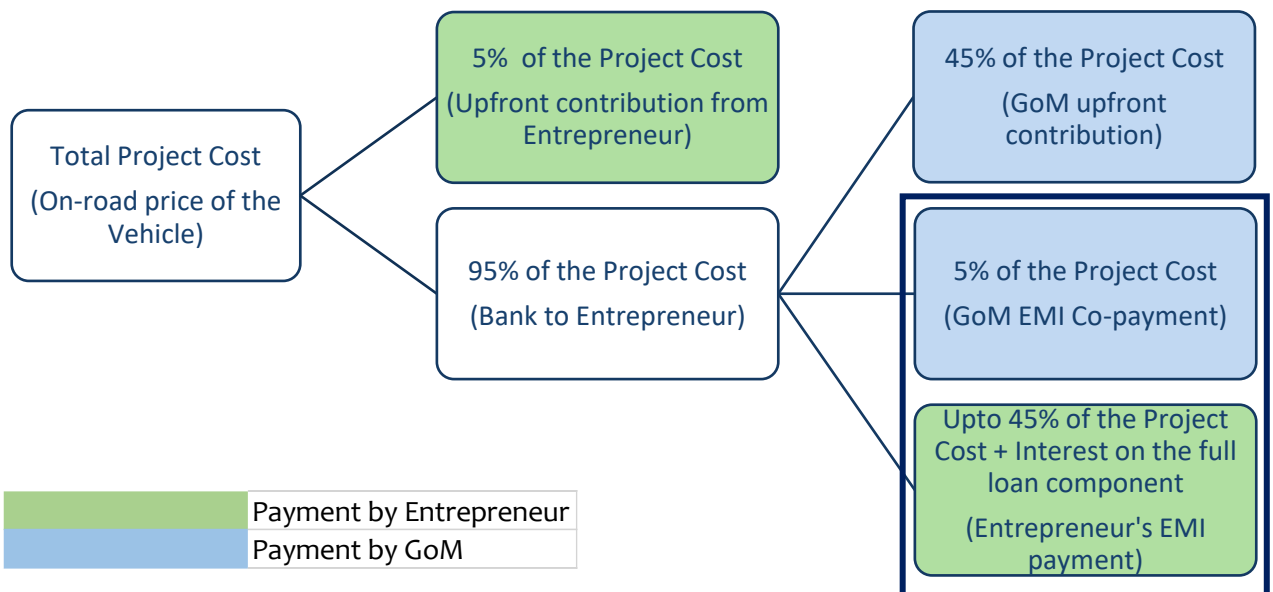 Total Project Cost
(On-road price of the
Vehicle)
5% of the Project Cost
(Upfront contribution from
Entrepreneur)
95% of the Project Cost
(Bank to Entrepreneur)
45% of the Project Cost
(GoM upfront
contribution)
5% of the Project Cost
(GoM EMI Co-payment)
Upto 45% of the Project
Cost + Interest on the full
loan component
(Entrepreneur's EMI
payment)
Payment by Entrepreneur
Payment by GoM